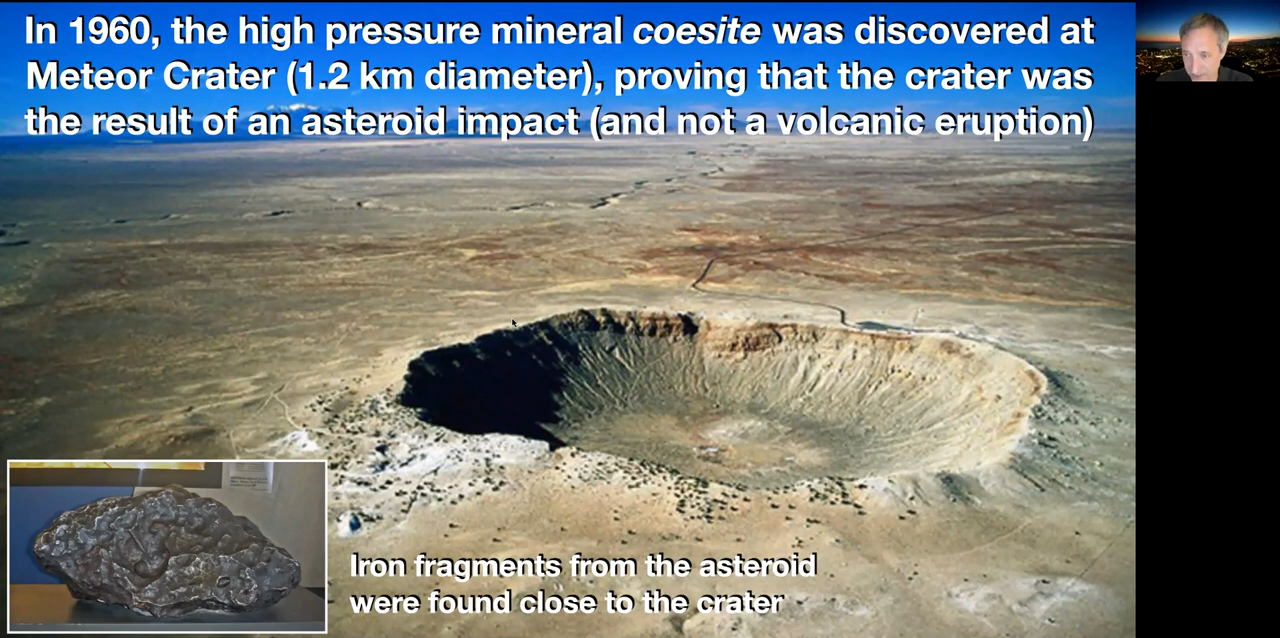 In 1960, the high pressure mineral coesite was discovered at
Meteor Crater (1.2 km diameter), proving that the crater was
the result of an asteroid impact (and not a volcanic eruption)
Iron fragments from the asteroid
were found close to the crater